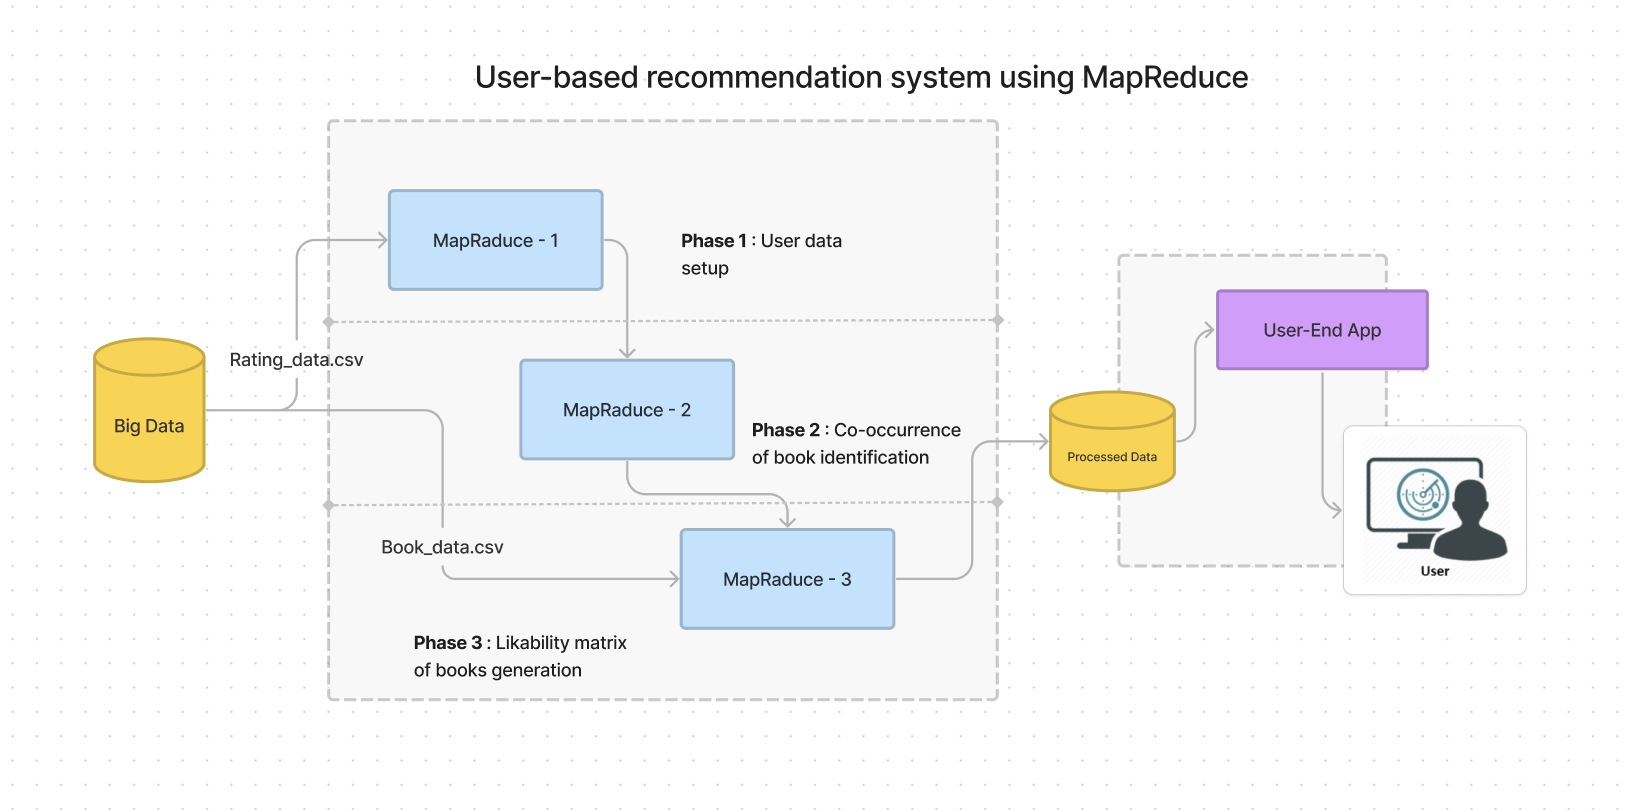 User-based recommendation system using MapReduce
MapRaduce - 1
Phase 1 : User data
setup
Rating_data.csv
Big Data
MapRaduce - 2
Phase 2 : Co-occurrence
of book identification
Book_data.csv
MapRaduce - 3
Phase 3 : Likability matrix
of books generation
Processed Data
User-End App
User